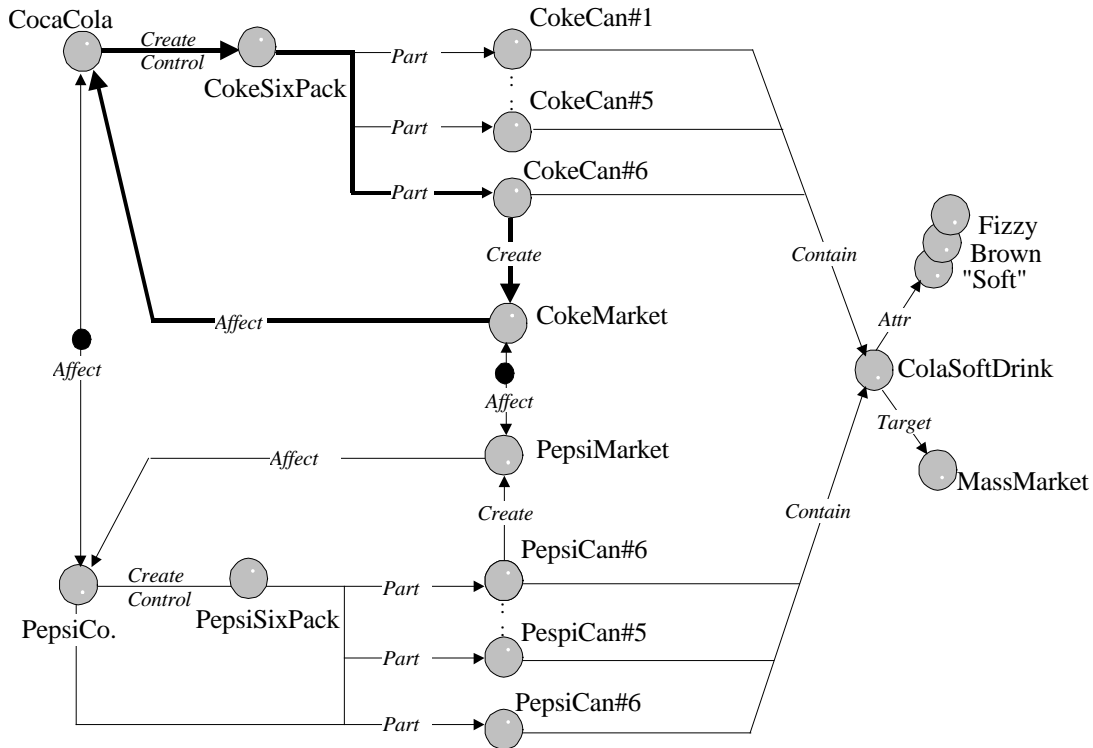 CocaCola
Create
Control
CokeSixPack
Part
CokeCan#1
Part
CokeCan#5
Part
CokeCan#6
Create
Contain
Fizzy
Brown
"Soft"
Attr
Affect
CokeMarket
Affect
Affect
ColaSoftDrink
Target
Affect
PepsiMarket
MassMarket
Create
Contain
PepsiCan#6
Create
Control
Part
PepsiSixPack
PepsiCo.
PespiCan#5
Part
PepsiCan#6
Part